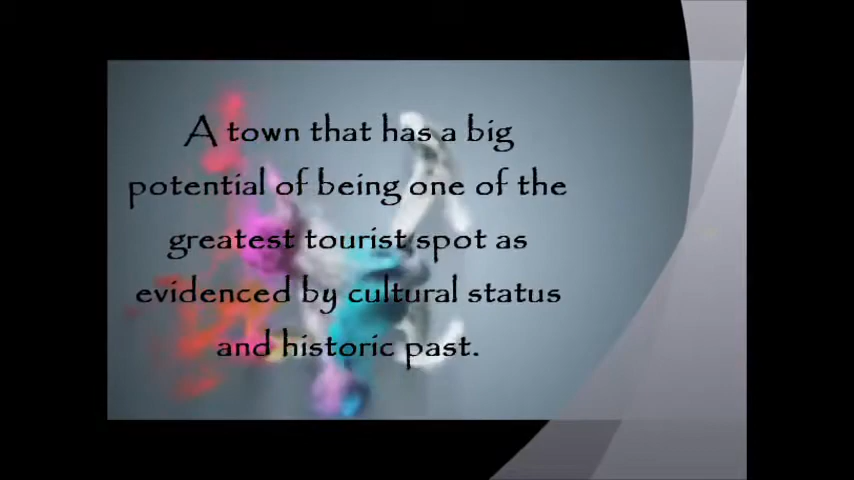 A town that has a big
potential of being one of the
greatest tourist spot as
evidenced by cultural status
and historic past.